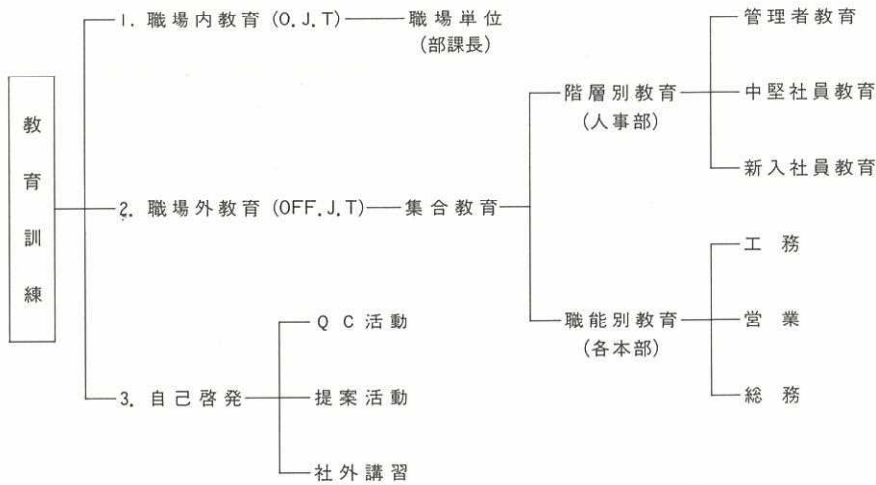 教育訓練
1. 職場内教育 (O.J.T)
職場単位
(部課長)
2. 職場外教育 (OFF.J.T)
集合教育
階層別教育
(人事部)
管理者教育
中堅社員教育
新入社員教育
職能別教育
(各本部)
工務
営業
総務
3. 自己啓発
QC活動
提案活動
社外講習